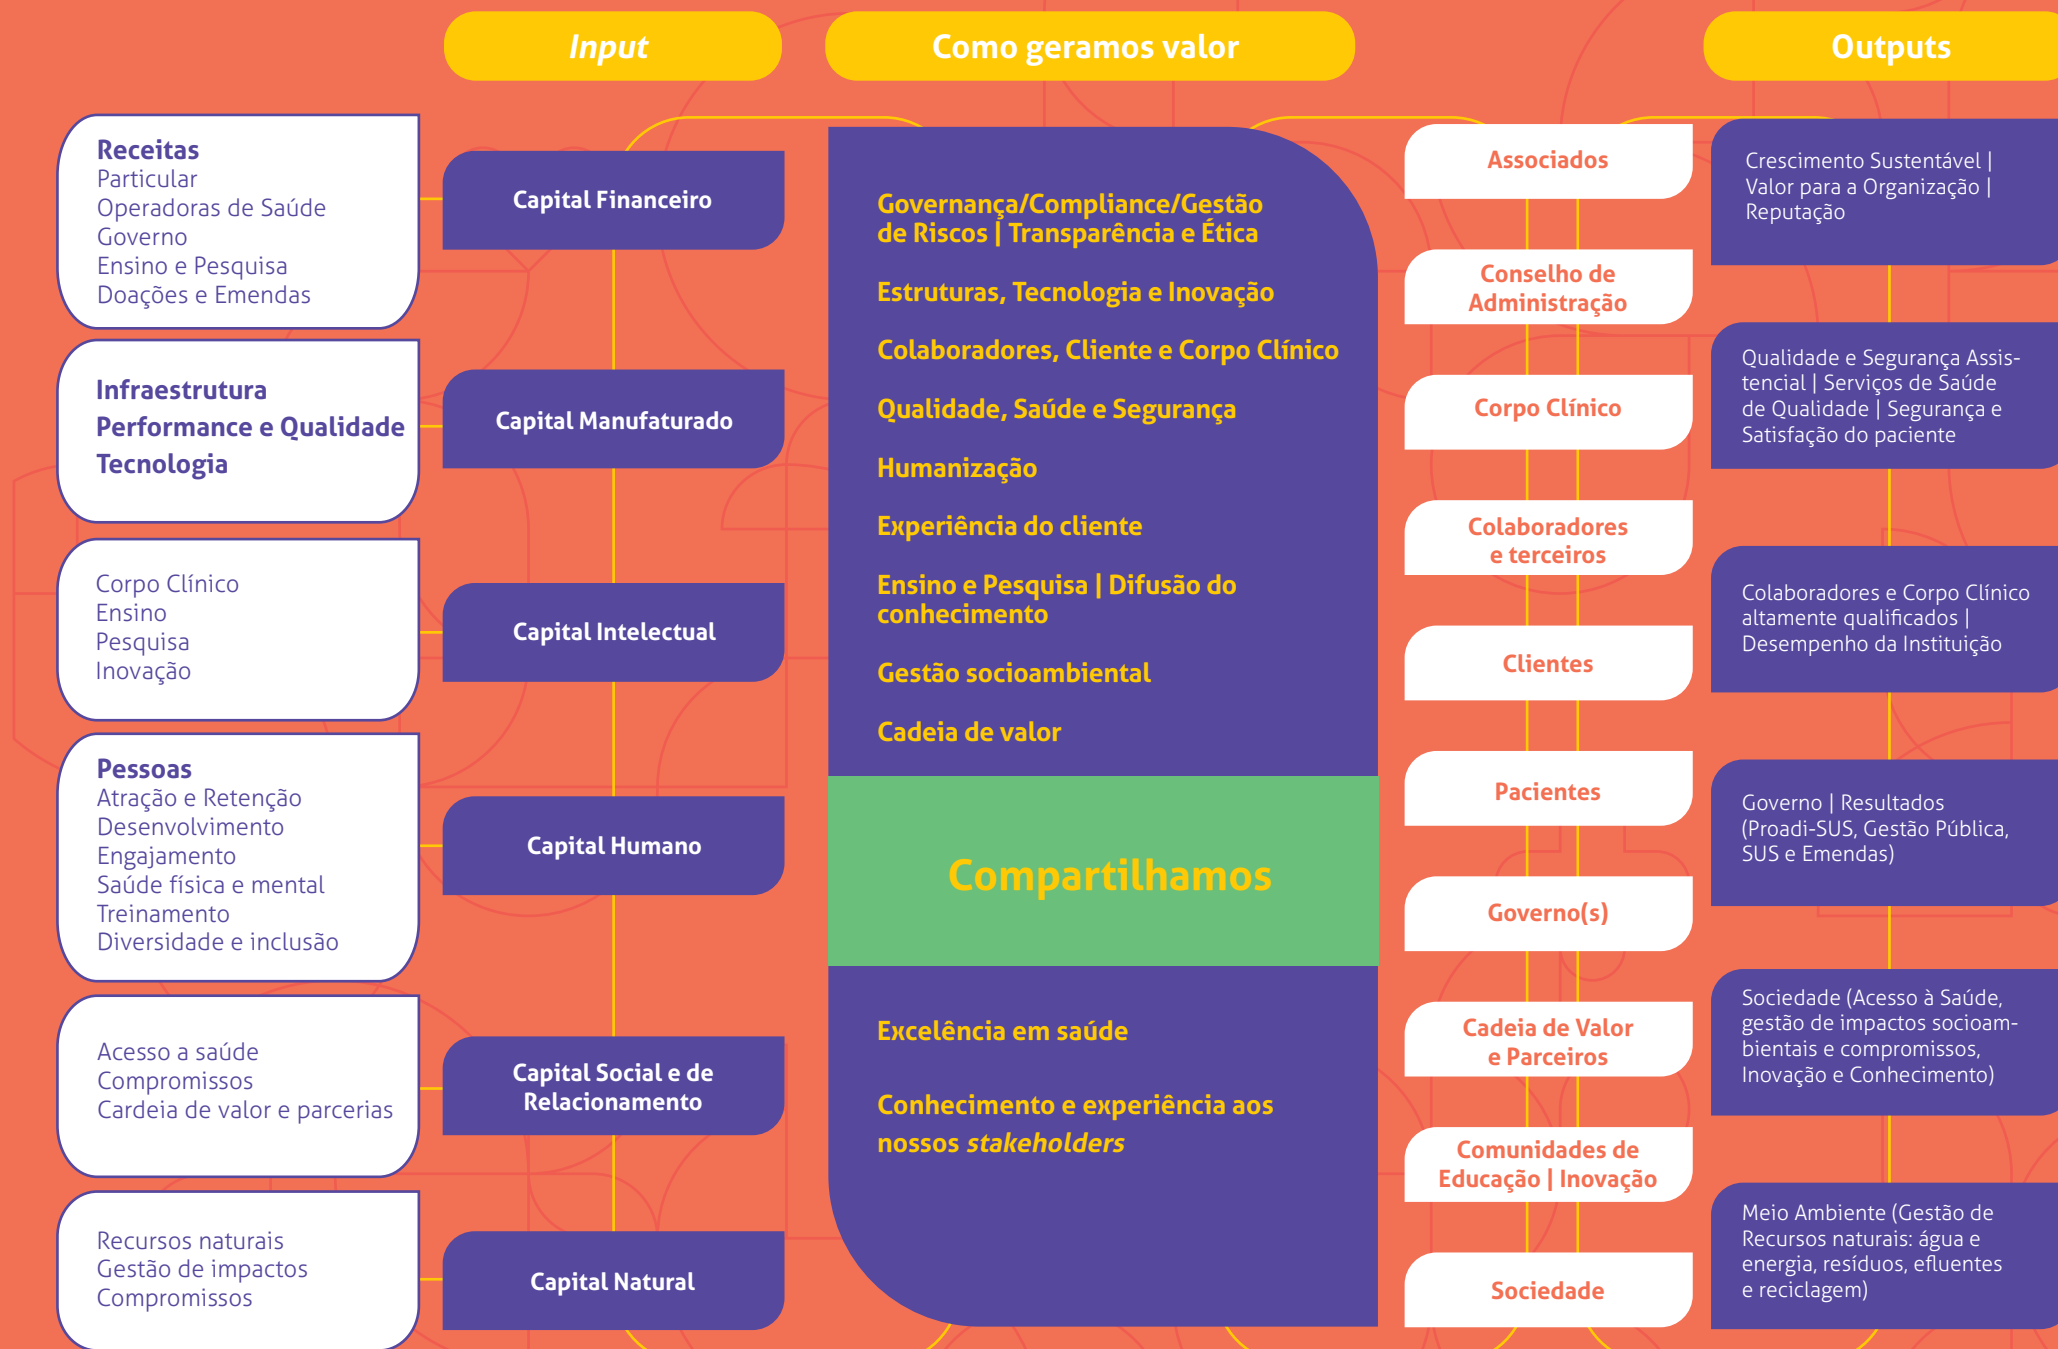 Input
Como geramos valor
Outputs
Receitas
Particular
Operadoras de Saúde
Governo
Ensino e Pesquisa
Doações e Emendas
Capital Financeiro
Infraestrutura
Performance e Qualidade
Tecnologia
Capital Manufaturado
Corpo Clínico
Ensino
Pesquisa
Inovação
Capital Intelectual
Pessoas
Atração e Retenção
Desenvolvimento
Engajamento
Saúde física e mental
Treinamento
Diversidade e inclusão
Capital Humano
Acesso a saúde
Compromissos
Cardeia de valor e parcerias
Capital Social e de
Relacionamento
Recursos naturais
Gestão de impactos
Compromissos
Capital Natural
Governança/Compliance/Gestão
de Riscos | Transparência e Ética
Estruturas, Tecnologia e Inovação
Colaboradores, Cliente e Corpo Clínico
Qualidade, Saúde e Segurança
Humanização
Experiência do cliente
Ensino e Pesquisa | Difusão do
conhecimento
Gestão socioambiental
Cadeia de valor
Compartilhamos
Excelência em saúde
Conhecimento e experiência aos
nossos stakeholders
Associados
Conselho de
Administração
Corpo Clínico
Colaboradores
e terceiros
Clientes
Pacientes
Governo(s)
Cadeia de Valor
e Parceiros
Comunidades de
Educação | Inovação
Sociedade
Crescimento Sustentável |
Valor para a Organização |
Reputação
Qualidade e Segurança Assis-
tencial | Serviços de Saúde
de Qualidade | Segurança e
Satisfação do paciente
Colaboradores e Corpo Clínico
altamente qualificados |
Desempenho da Instituição
Governo | Resultados
(Proadi-SUS, Gestão Pública,
SUS e Emendas)
Sociedade (Acesso à Saúde,
gestão de impactos socioam-
bientais e compromissos,
Inovação e Conhecimento)
Meio Ambiente (Gestão de
Recursos naturais: água e
energia, resíduos, efluentes
e reciclagem)